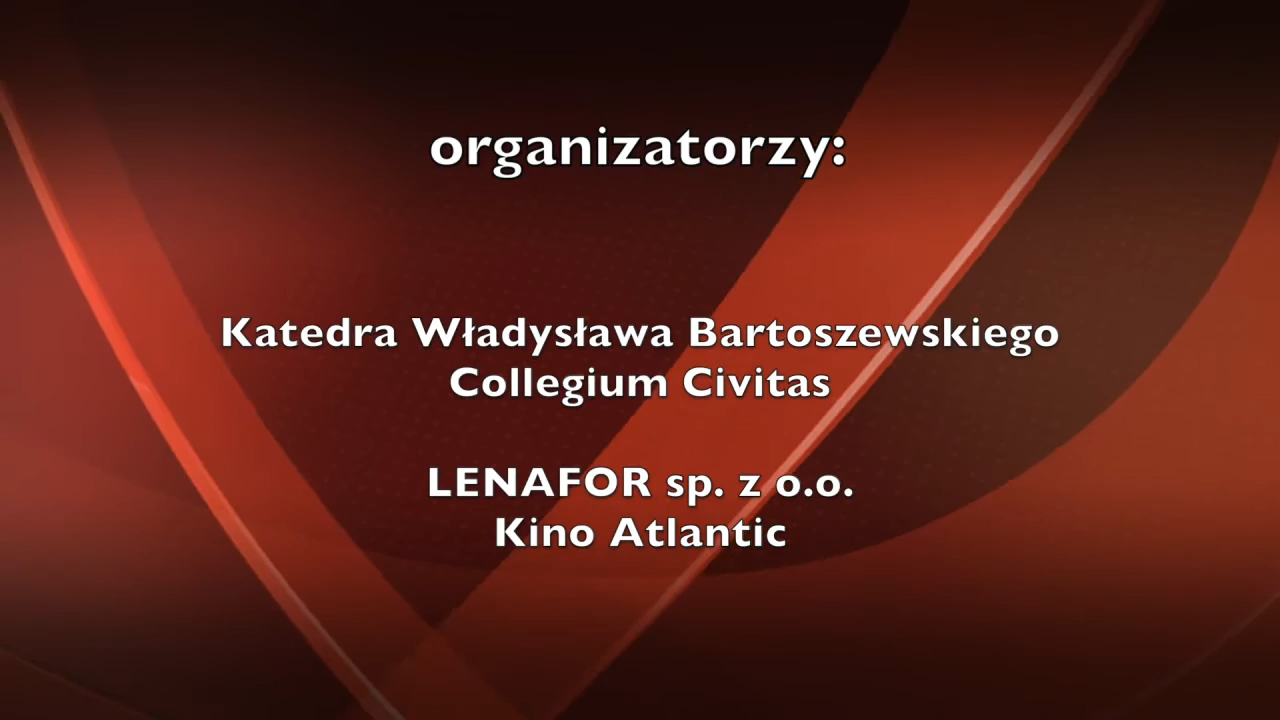 organizatorzy:
Katedra Władysława Bartoszewskiego
Collegium Civitas
LENAFOR sp. z o.o.
Kino Atlantic